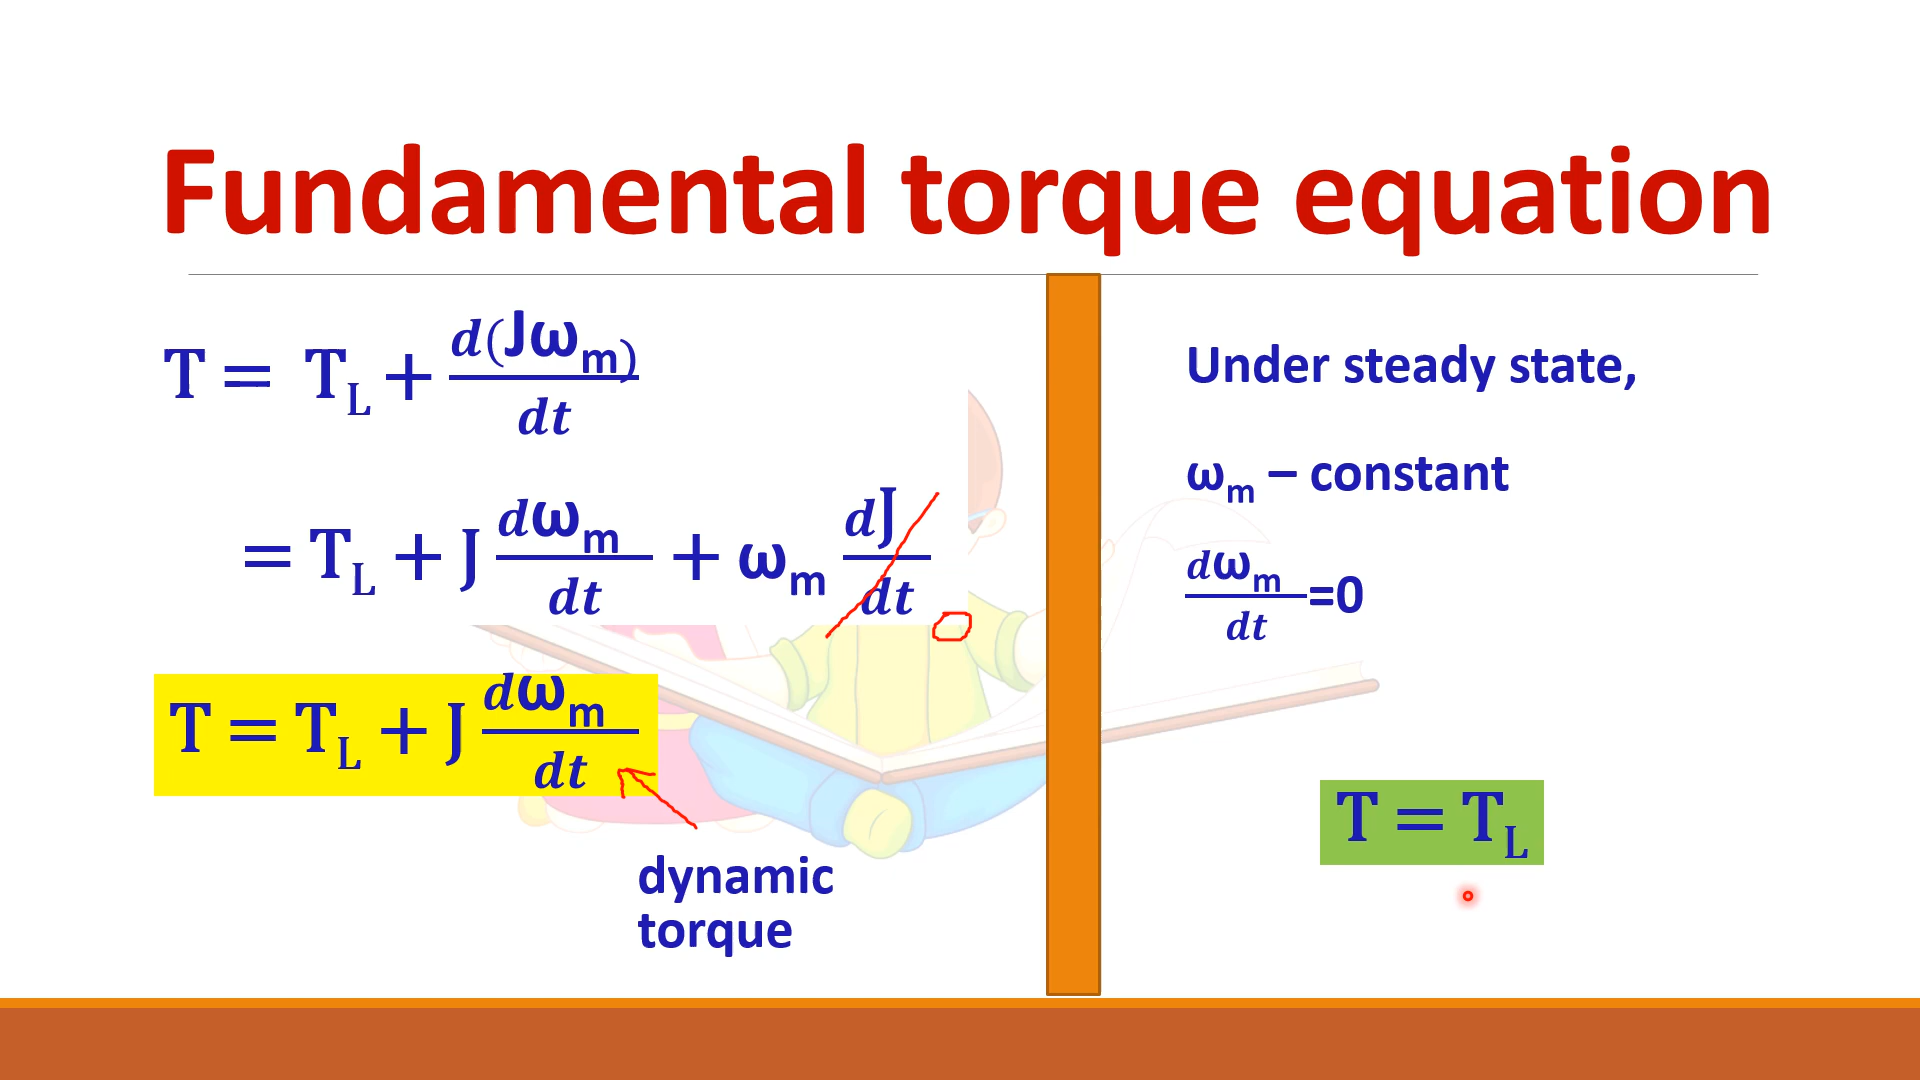 Fundamental torque equation
T = T_L + d(Jω_m)/dt
= T_L + J dω_m/dt + ω_m dJ/dt
T = T_L + J dω_m/dt
dynamic
torque
Under steady state,
ω_m – constant
dω_m/dt =0
T = T_L